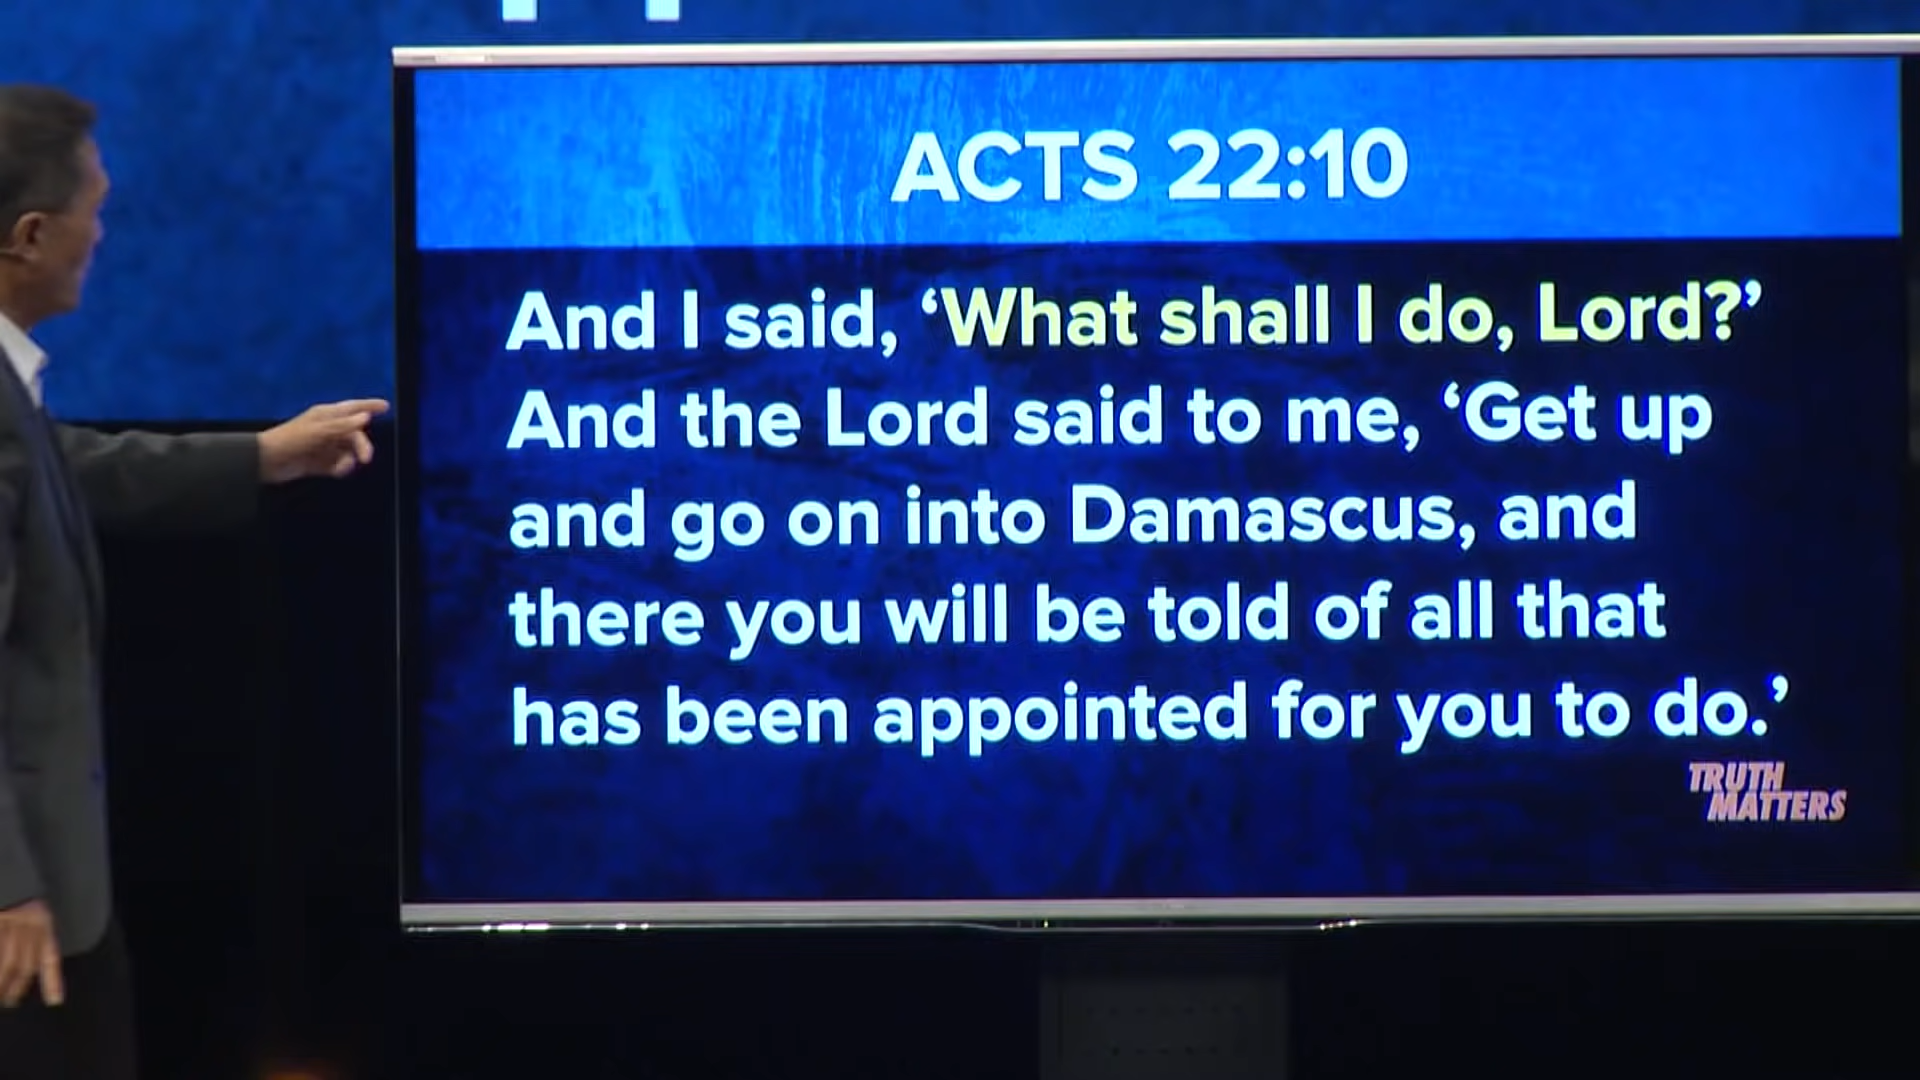 ACTS 22:10
And I said, ‘What shall I do, Lord?’
And the Lord said to me, ‘Get up
and go on into Damascus, and
there you will be told of all that
has been appointed for you to do.’
TRUTH
MATTERS